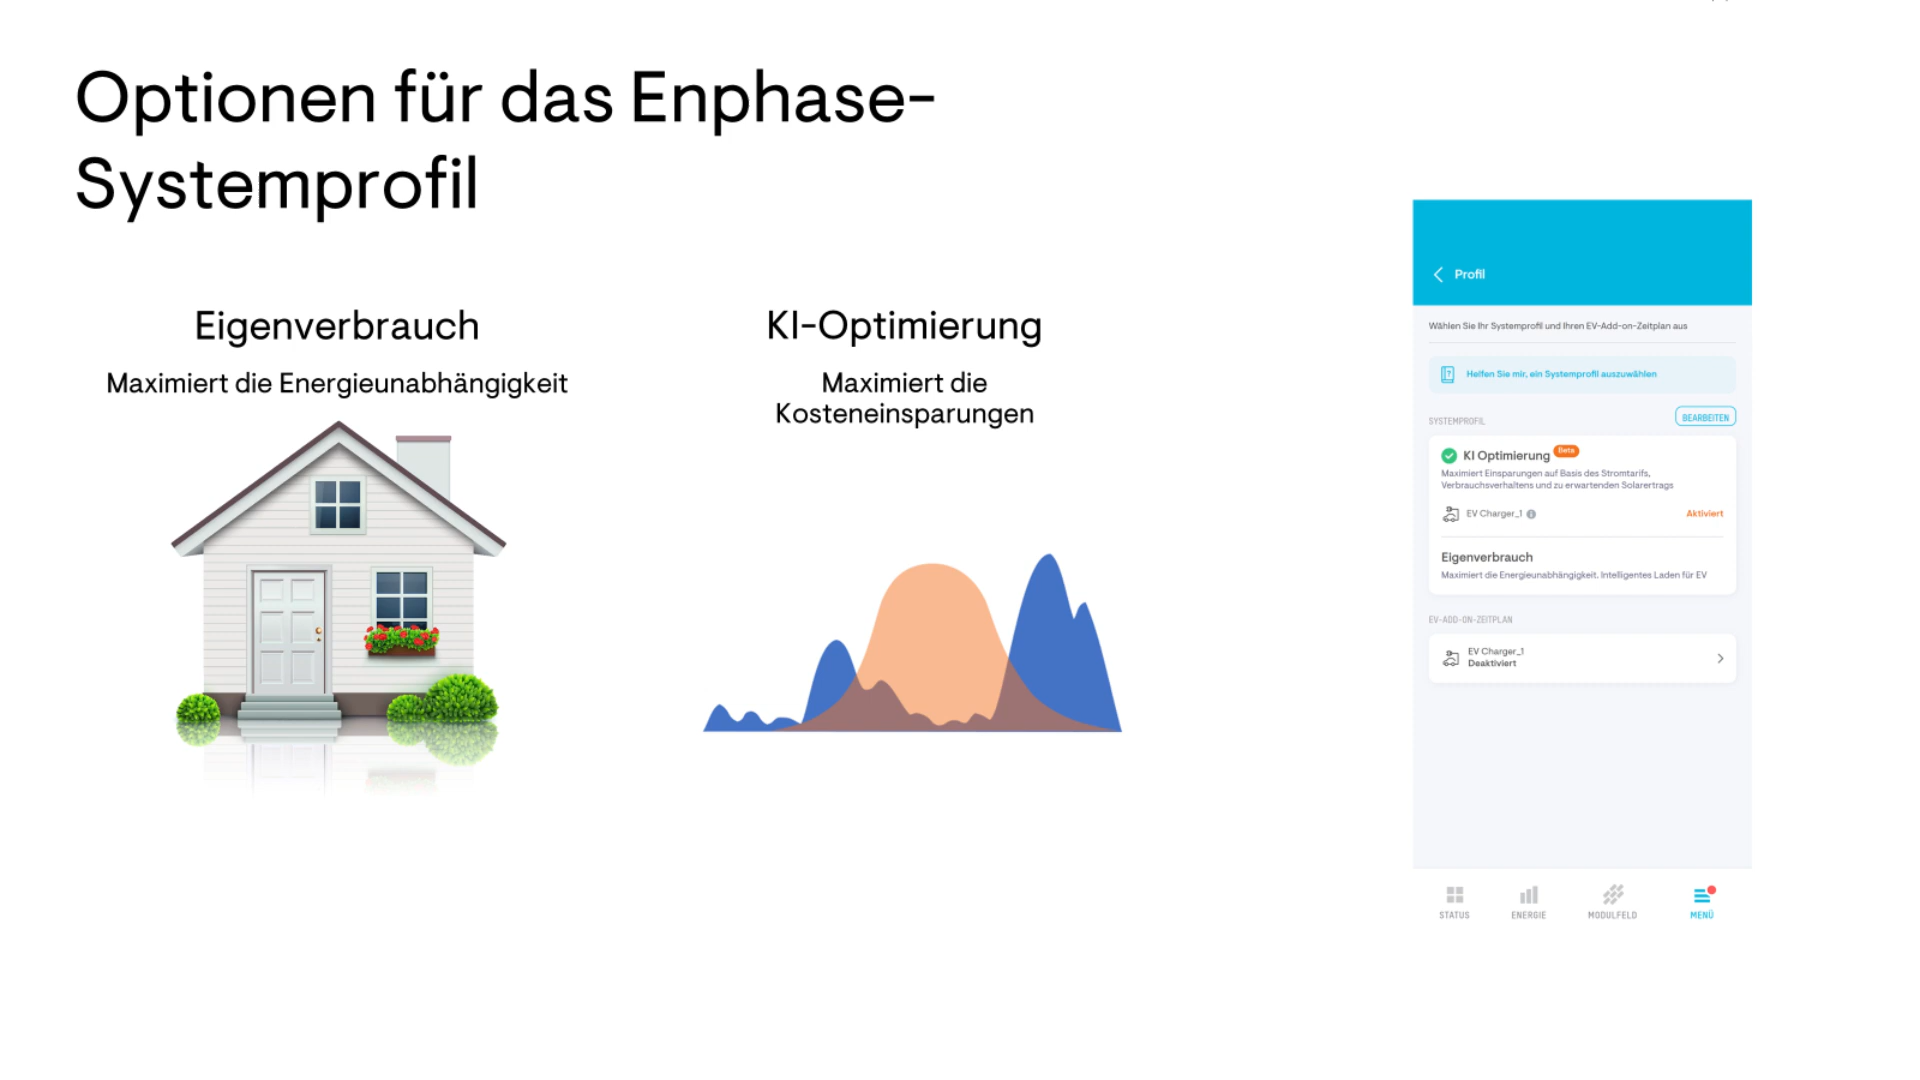 Optionen für das Enphase-
Systemprofil
Eigenverbrauch
Maximiert die Energieunabhängigkeit
KI-Optimierung
Maximiert die
Kosteneinsparungen
Profil
Wählen Sie Ihr Systemprofil und Ihren EV-Add-on-Zeitplan aus
Helfen Sie mir, ein Systemprofil auszuwählen
SYSTEMPROFIL
BEARBEITEN
KI Optimierung Beta
Maximiert Einsparungen auf Basis des Stromtarifs,
Verbrauchsverhaltens und zu erwartenden Solarertrags
EV Charger_1
Aktiviert
Eigenverbrauch
Maximiert die Energieunabhängigkeit. Intelligentes Laden für EV
EV-ADD-ON-ZEITPLAN
EV Charger_1
Deaktiviert
STATUS
ENERGIE
MODULFELD
MENÜ